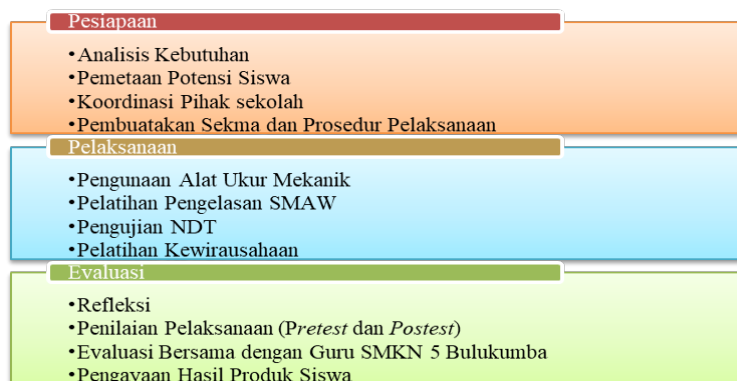 Pesiapaan
•Analisis Kebutuhan
•Pemetaan Potensi Siswa
•Koordinasi Pihak sekolah
•Pembuatakan Sekma dan Prosedur Pelaksanaan
Pelaksanaan
•Pengunaan Alat Ukur Mekanik
•Pelatihan Pengelasan SMAW
•Pengujian NDT
•Pelatihan Kewirausahaan
Evaluasi
•Refleksi
•Penilaian Pelaksanaan (Pretest dan Postest)
•Evaluasi Bersama dengan Guru SMKN 5 Bulukumba
•Pengayaan Hasil Produk Siswa